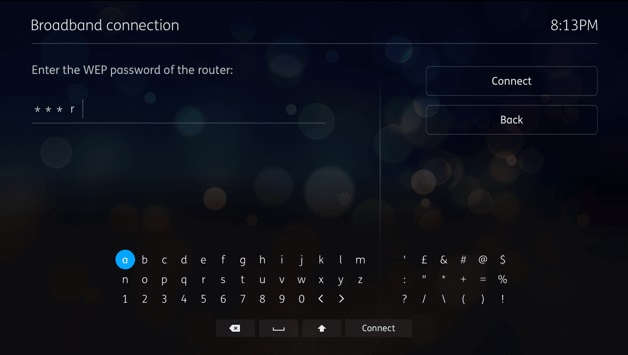 Broadband connection
8:13PM
Enter the WEP password of the router:
* * * r
Connect
Back
a b c d e f g h i j k l m
n o p q r s t u v w x y z
1 2 3 4 5 6 7 8 9 0 < >
' £ & # @ $
: " * + = %
? / \ ( ) !
Connect